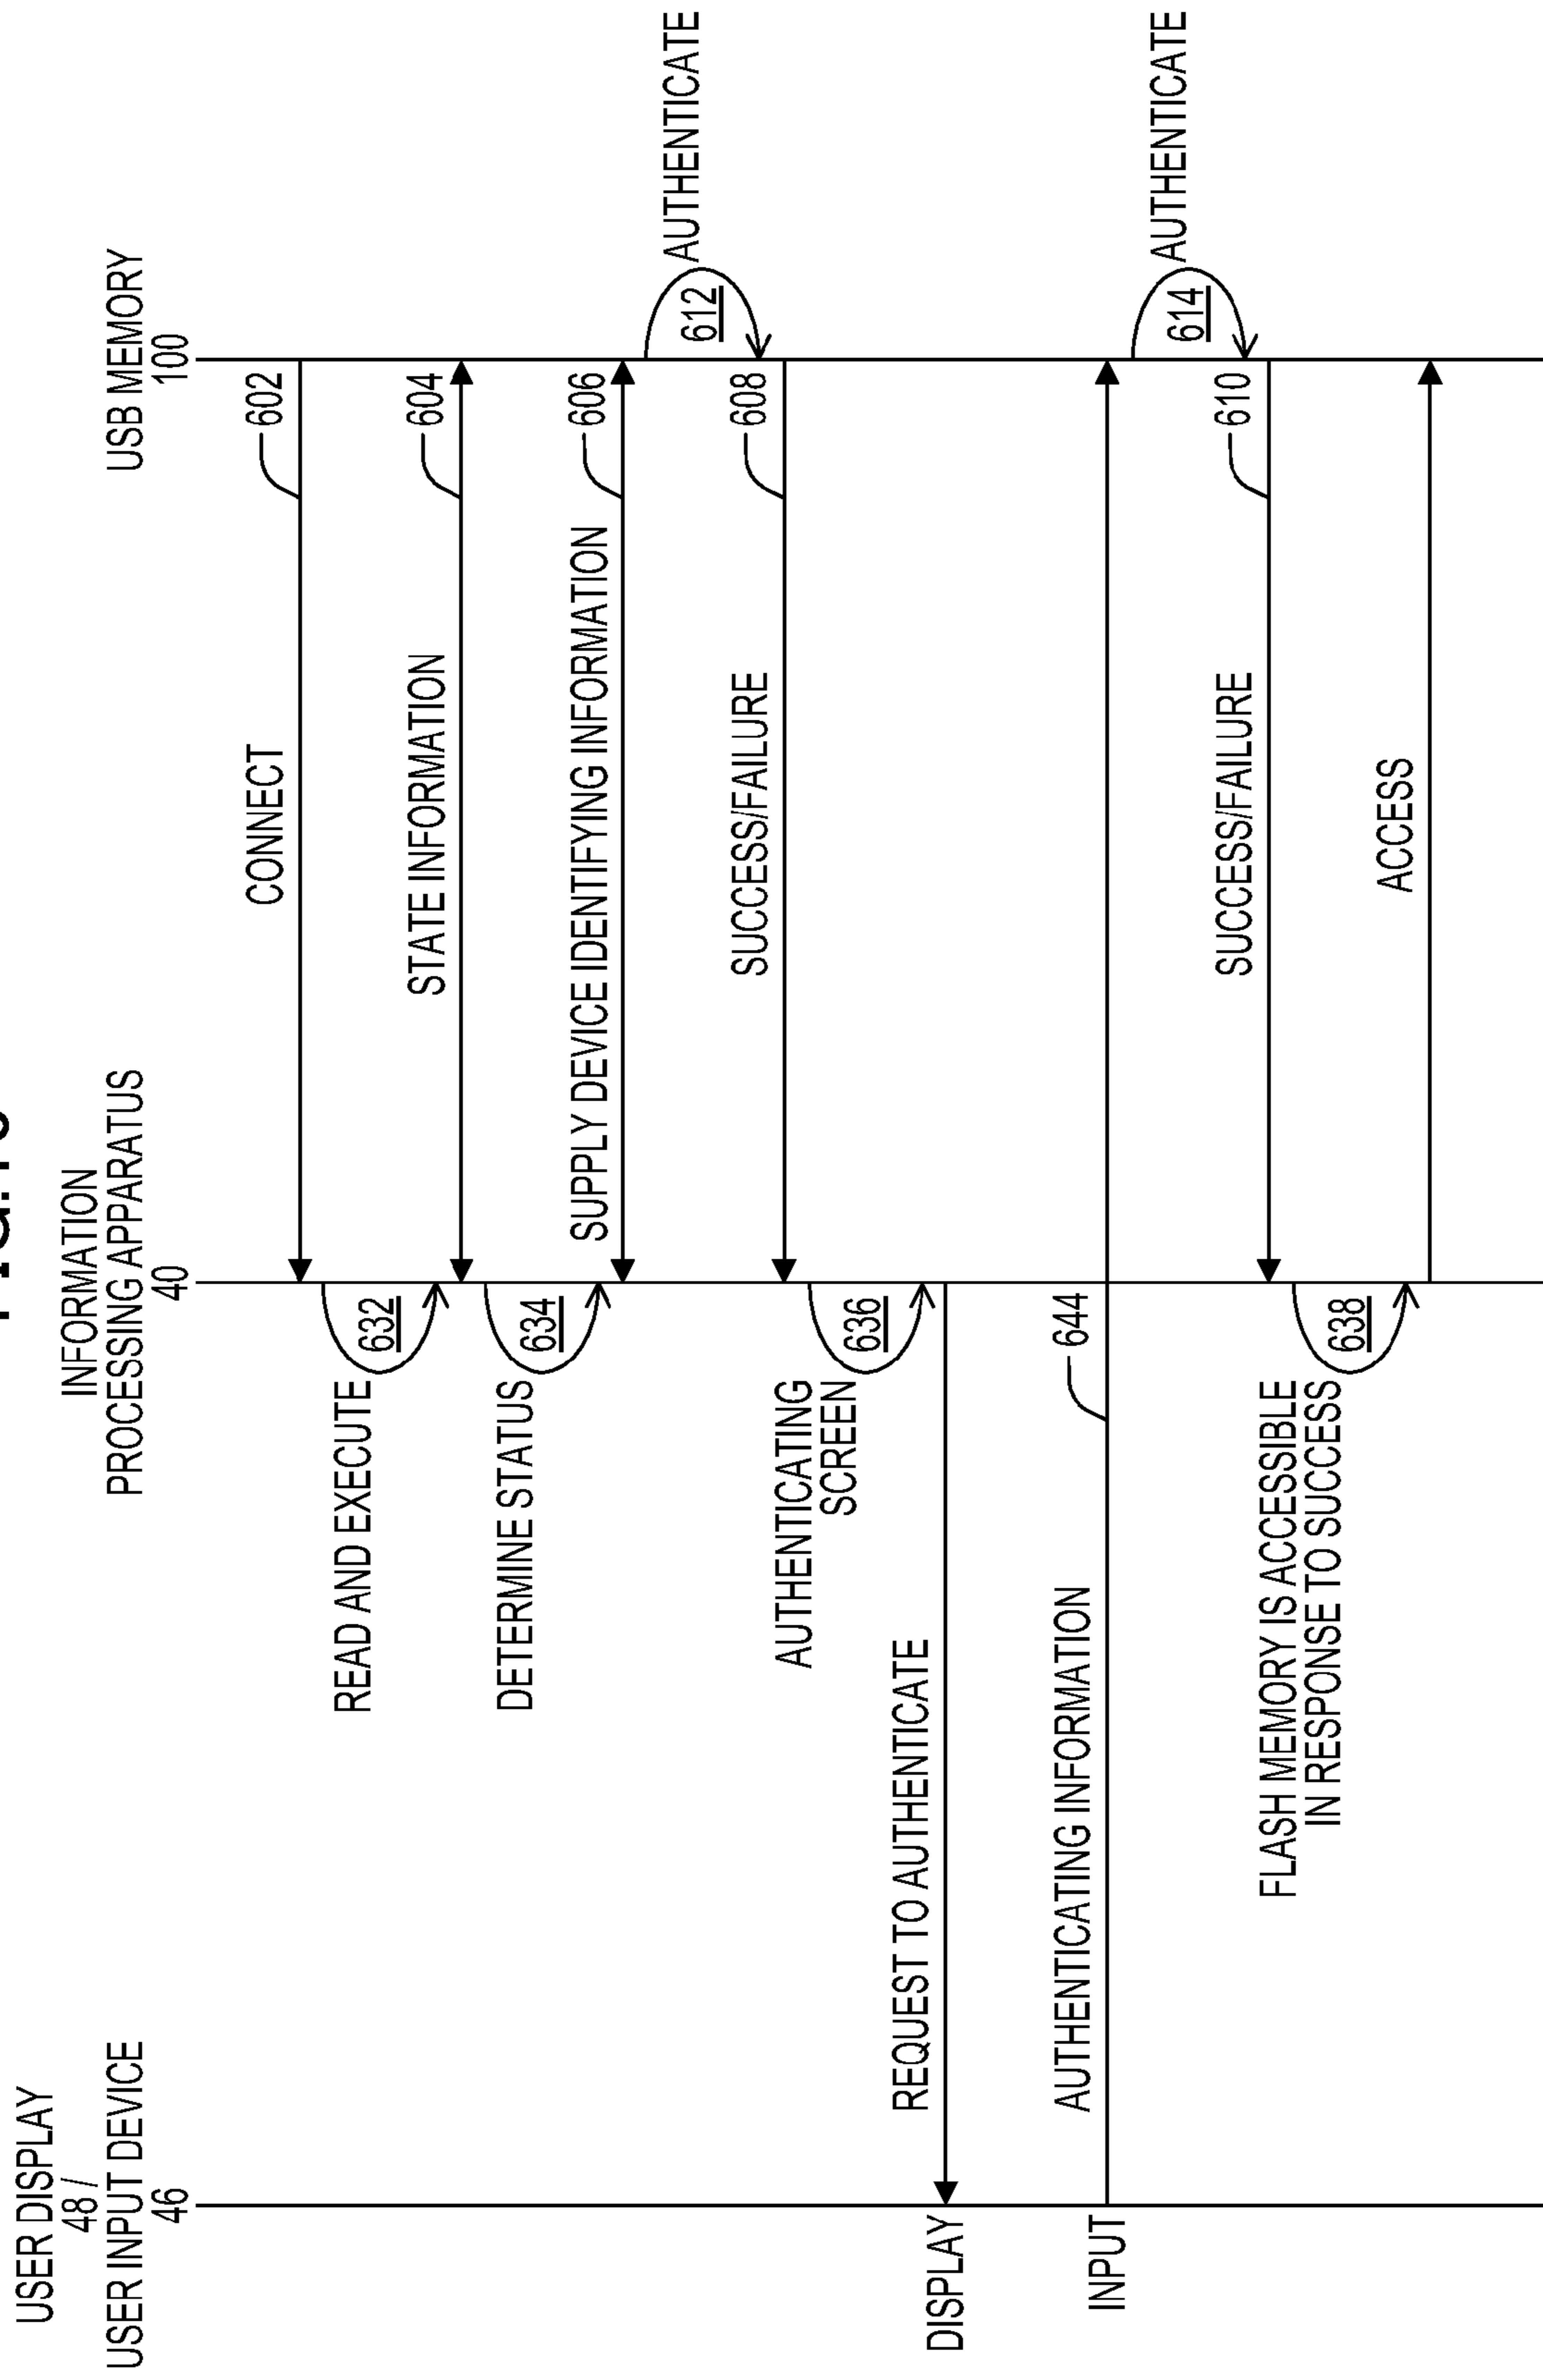 USER DISPLAY
48 /
USER INPUT DEVICE
46
INFORMATION
PROCESSING APPARATUS
40
USB MEMORY
100
CONNECT
602
READ AND EXECUTE
632
STATE INFORMATION
604
DETERMINE STATUS
634
SUPPLY DEVICE IDENTIFYING INFORMATION
606
612
AUTHENTICATE
SUCCESS/FAILURE
608
AUTHENTICATING
SCREEN
636
REQUEST TO AUTHENTICATE
DISPLAY
AUTHENTICATING INFORMATION
644
INPUT
614
AUTHENTICATE
SUCCESS/FAILURE
610
FLASH MEMORY IS ACCESSIBLE
IN RESPONSE TO SUCCESS
638
ACCESS